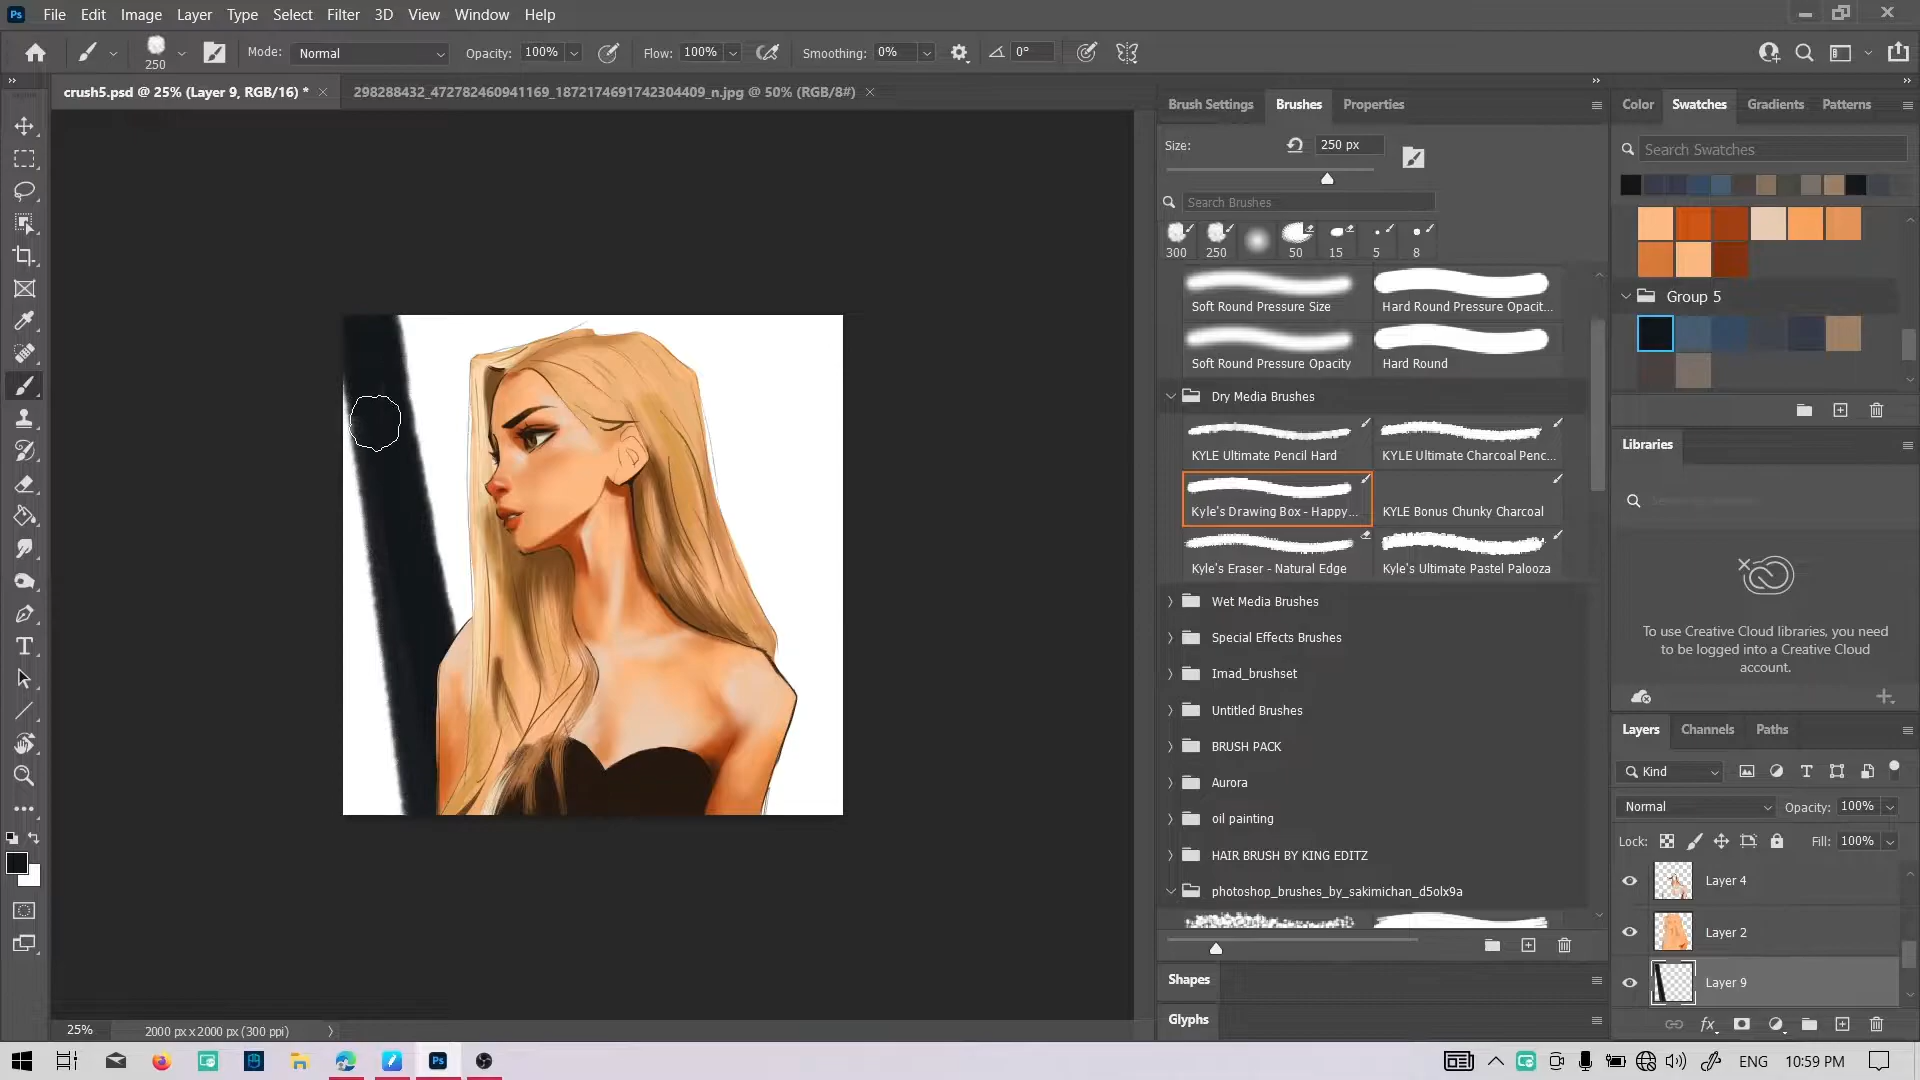 Ps File Edit Image Layer Type Select Filter 3D View Window Help
250 Mode: Normal Opacity: 100% Flow: 100% Smoothing: 0% 0°
crush5.psd @ 25% (Layer 9, RGB/16) * 298288432_472782460941169_1872174691742304409_n.jpg @ 50% (RGB/8#)
Brush Settings Brushes Properties
Size: 250 px
Search Brushes
300 250 50 15 5 8
Soft Round Pressure Size Hard Round Pressure Opacit...
Soft Round Pressure Opacity Hard Round
Dry Media Brushes
KYLE Ultimate Pencil Hard KYLE Ultimate Charcoal Penc...
Kyle's Drawing Box - Happy... KYLE Bonus Chunky Charcoal
Kyle's Eraser - Natural Edge Kyle's Ultimate Pastel Palooza
Wet Media Brushes
Special Effects Brushes
Imad_brushset
Untitled Brushes
BRUSH PACK
Aurora
oil painting
HAIR BRUSH BY KING EDITZ
photoshop_brushes_by_sakimichan_d5olx9a
Shapes
Glyphs
Color Swatches Gradients Patterns
Search Swatches
Group 5
Libraries
To use Creative Cloud libraries, you need
to be logged into a Creative Cloud
account.
Layers Channels Paths
Kind
Normal Opacity: 100%
Lock: Fill: 100%
Layer 4
Layer 2
Layer 9
25% 2000 px x 2000 px (300 ppi)
Ps ENG 10:59 PM